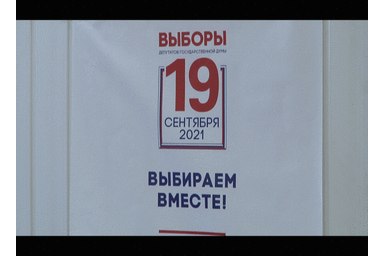 ВЫБОРЫ
ДЕПУТАТОВ ГОСУДАРСТВЕННОЙ ДУМЫ
19
СЕНТЯБРЯ
2021
ВЫБИРАЕМ
ВМЕСТЕ!